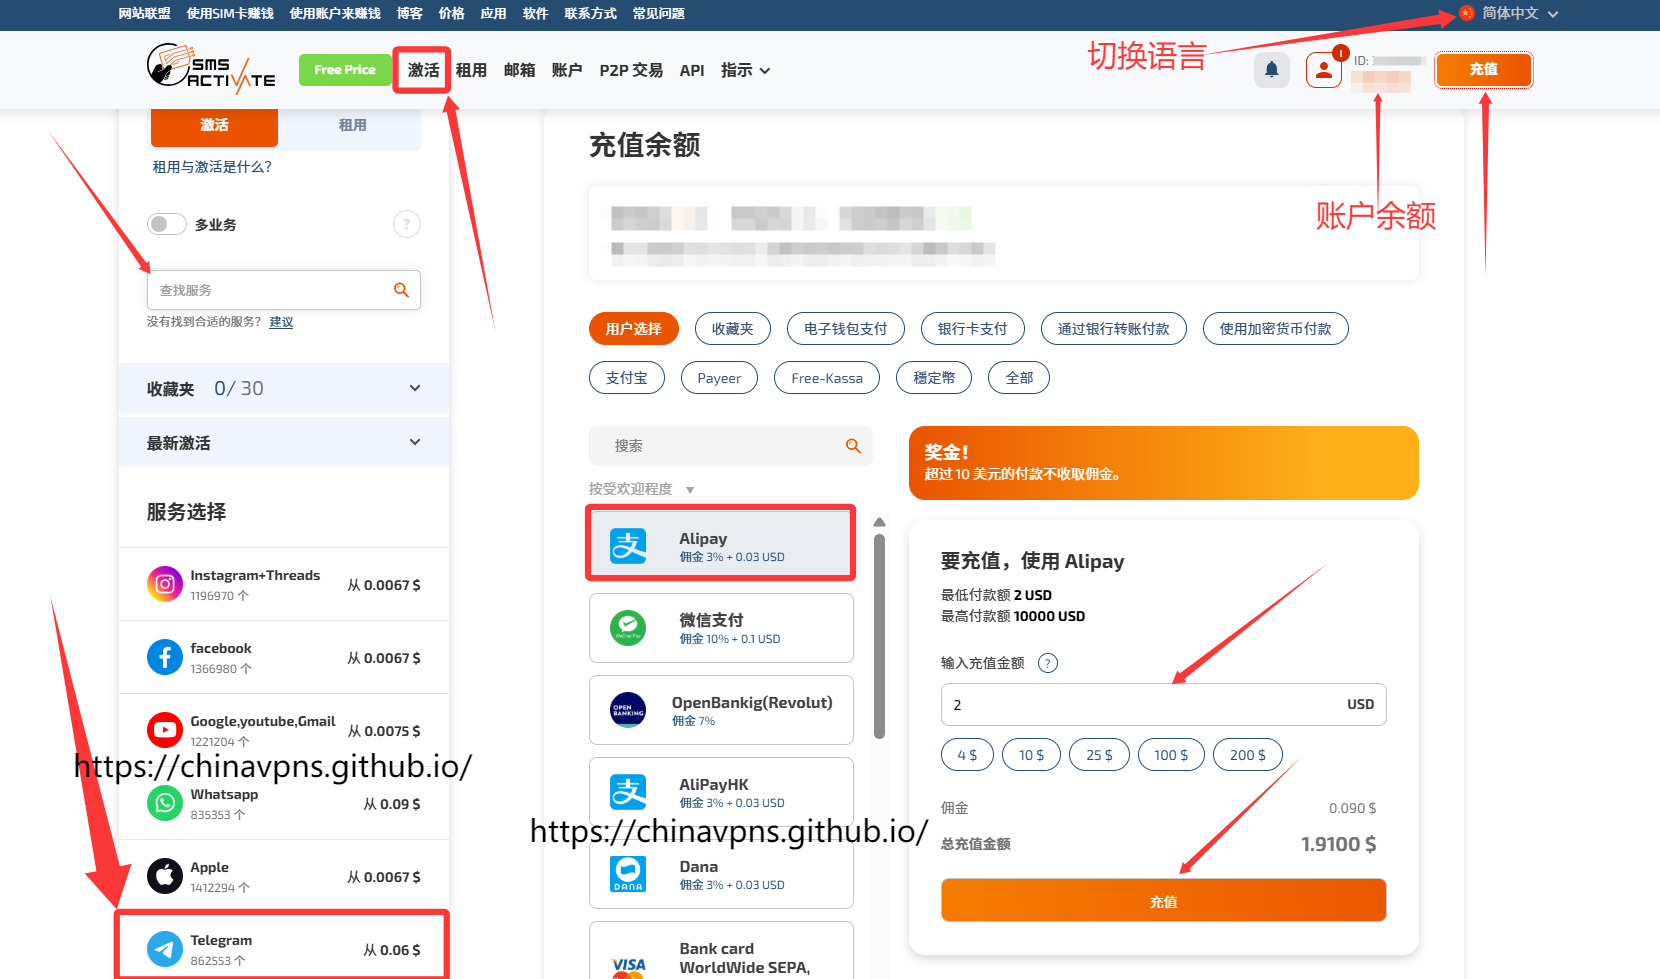 网站联盟 使用SIM卡赚钱 使用账户来赚钱 博客 价格 应用 软件 联系方式 常见问题 简体中文
切换语言
SMS ACTIVATE
Free Price 激活 租用 邮箱 账户 P2P 交易 API 指示
! ID: 充值
账户余额
激活 租用
租用与激活是什么?
多业务 ?
查找服务
没有找到合适的服务? 建议
收藏夹 0/ 30
最新激活
服务选择
Instagram+Threads
1196970 个
从 0.0067 $
facebook
1366980 个
从 0.0067 $
Google,youtube,Gmail
1221204 个
从 0.0075 $
https://chinavpns.github.io/
Whatsapp
835353 个
从 0.09 $
Apple
1412294 个
从 0.0067 $
Telegram
862553 个
从 0.06 $
充值余额
用户选择 收藏夹 电子钱包支付 银行卡支付 通过银行转账付款 使用加密货币付款
支付宝 Payeer Free-Kassa 穩定幣 全部
搜索
按受欢迎程度
支
Alipay
佣金 3% + 0.03 USD
WeChat Pay
微信支付
佣金 10% + 0.1 USD
OPEN BANKING
OpenBankig(Revolut)
佣金 7%
支
AliPayHK
佣金 3% + 0.03 USD
https://chinavpns.github.io/
DANA
Dana
佣金 3% + 0.03 USD
VISA
Bank card
WorldWide SEPA,
奖金!
超过 10 美元的付款不收取佣金。
要充值，使用 Alipay
最低付款额 2 USD
最高付款额 10000 USD
输入充值金额 ?
2 USD
4 $ 10 $ 25 $ 100 $ 200 $
佣金 0.090 $
总充值金额 1.9100 $
充值